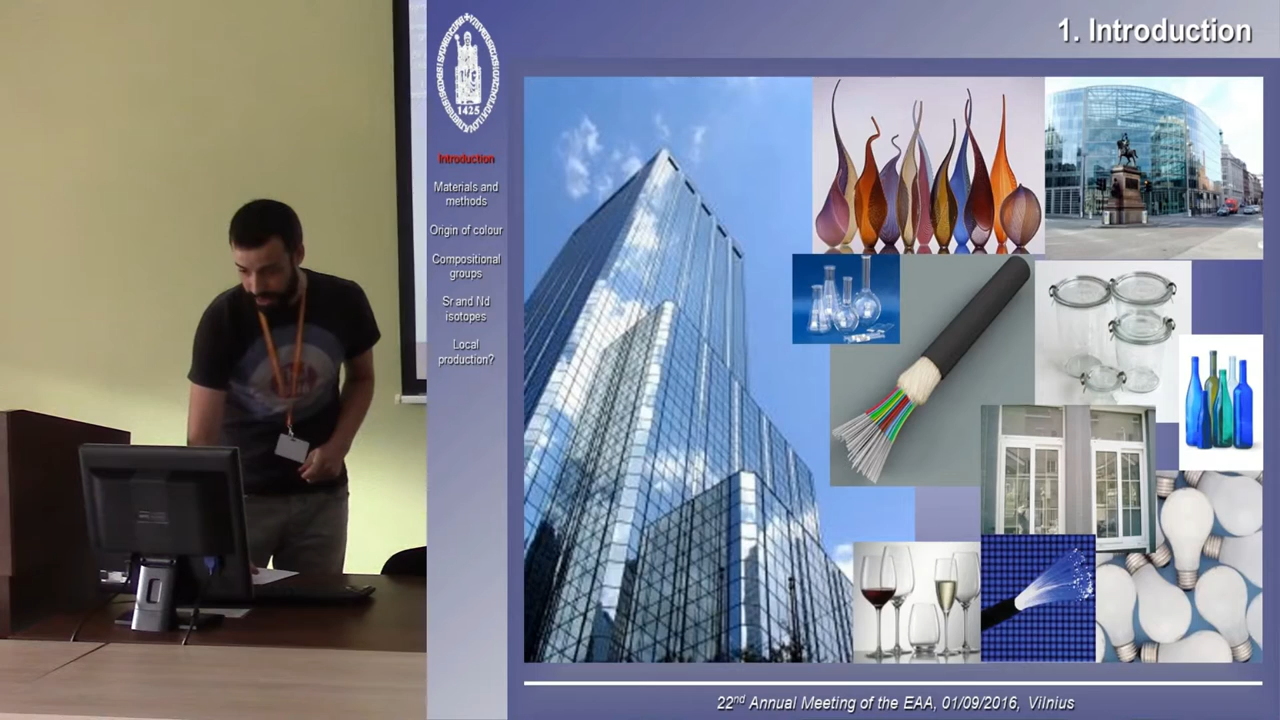 1. Introduction
1425
Introduction
Materials and
methods
Origin of colour
Compositional
groups
Sr and Nd
isotopes
Local
production?
22nd Annual Meeting of the EAA, 01/09/2016, Vilnius